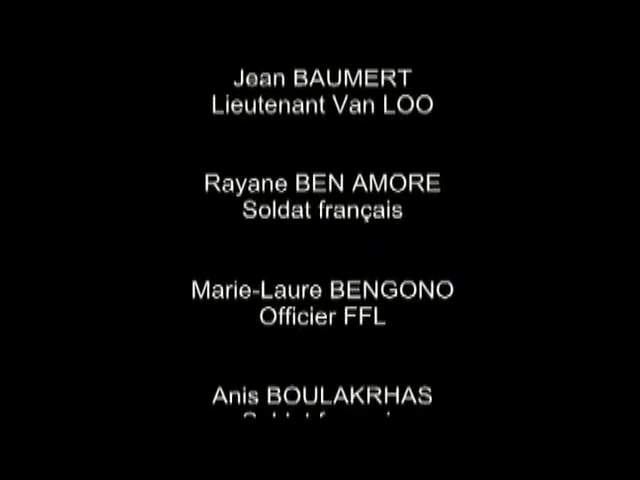 Jean BAUMERT
Lieutenant Van LOO
Rayane BEN AMORE
Soldat français
Marie-Laure BENGONO
Officier FFL
Anis BOULAKRHAS